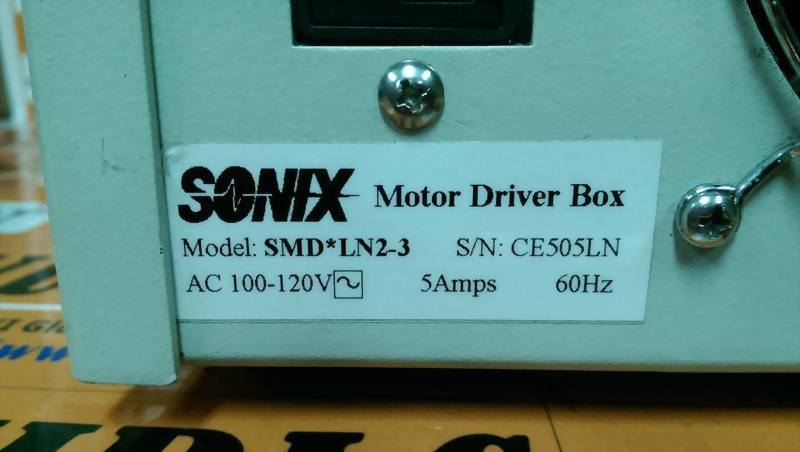 SONIX Motor Driver Box
Model: SMD*LN2-3 S/N: CE505LN
AC 100-120V 5Amps 60Hz